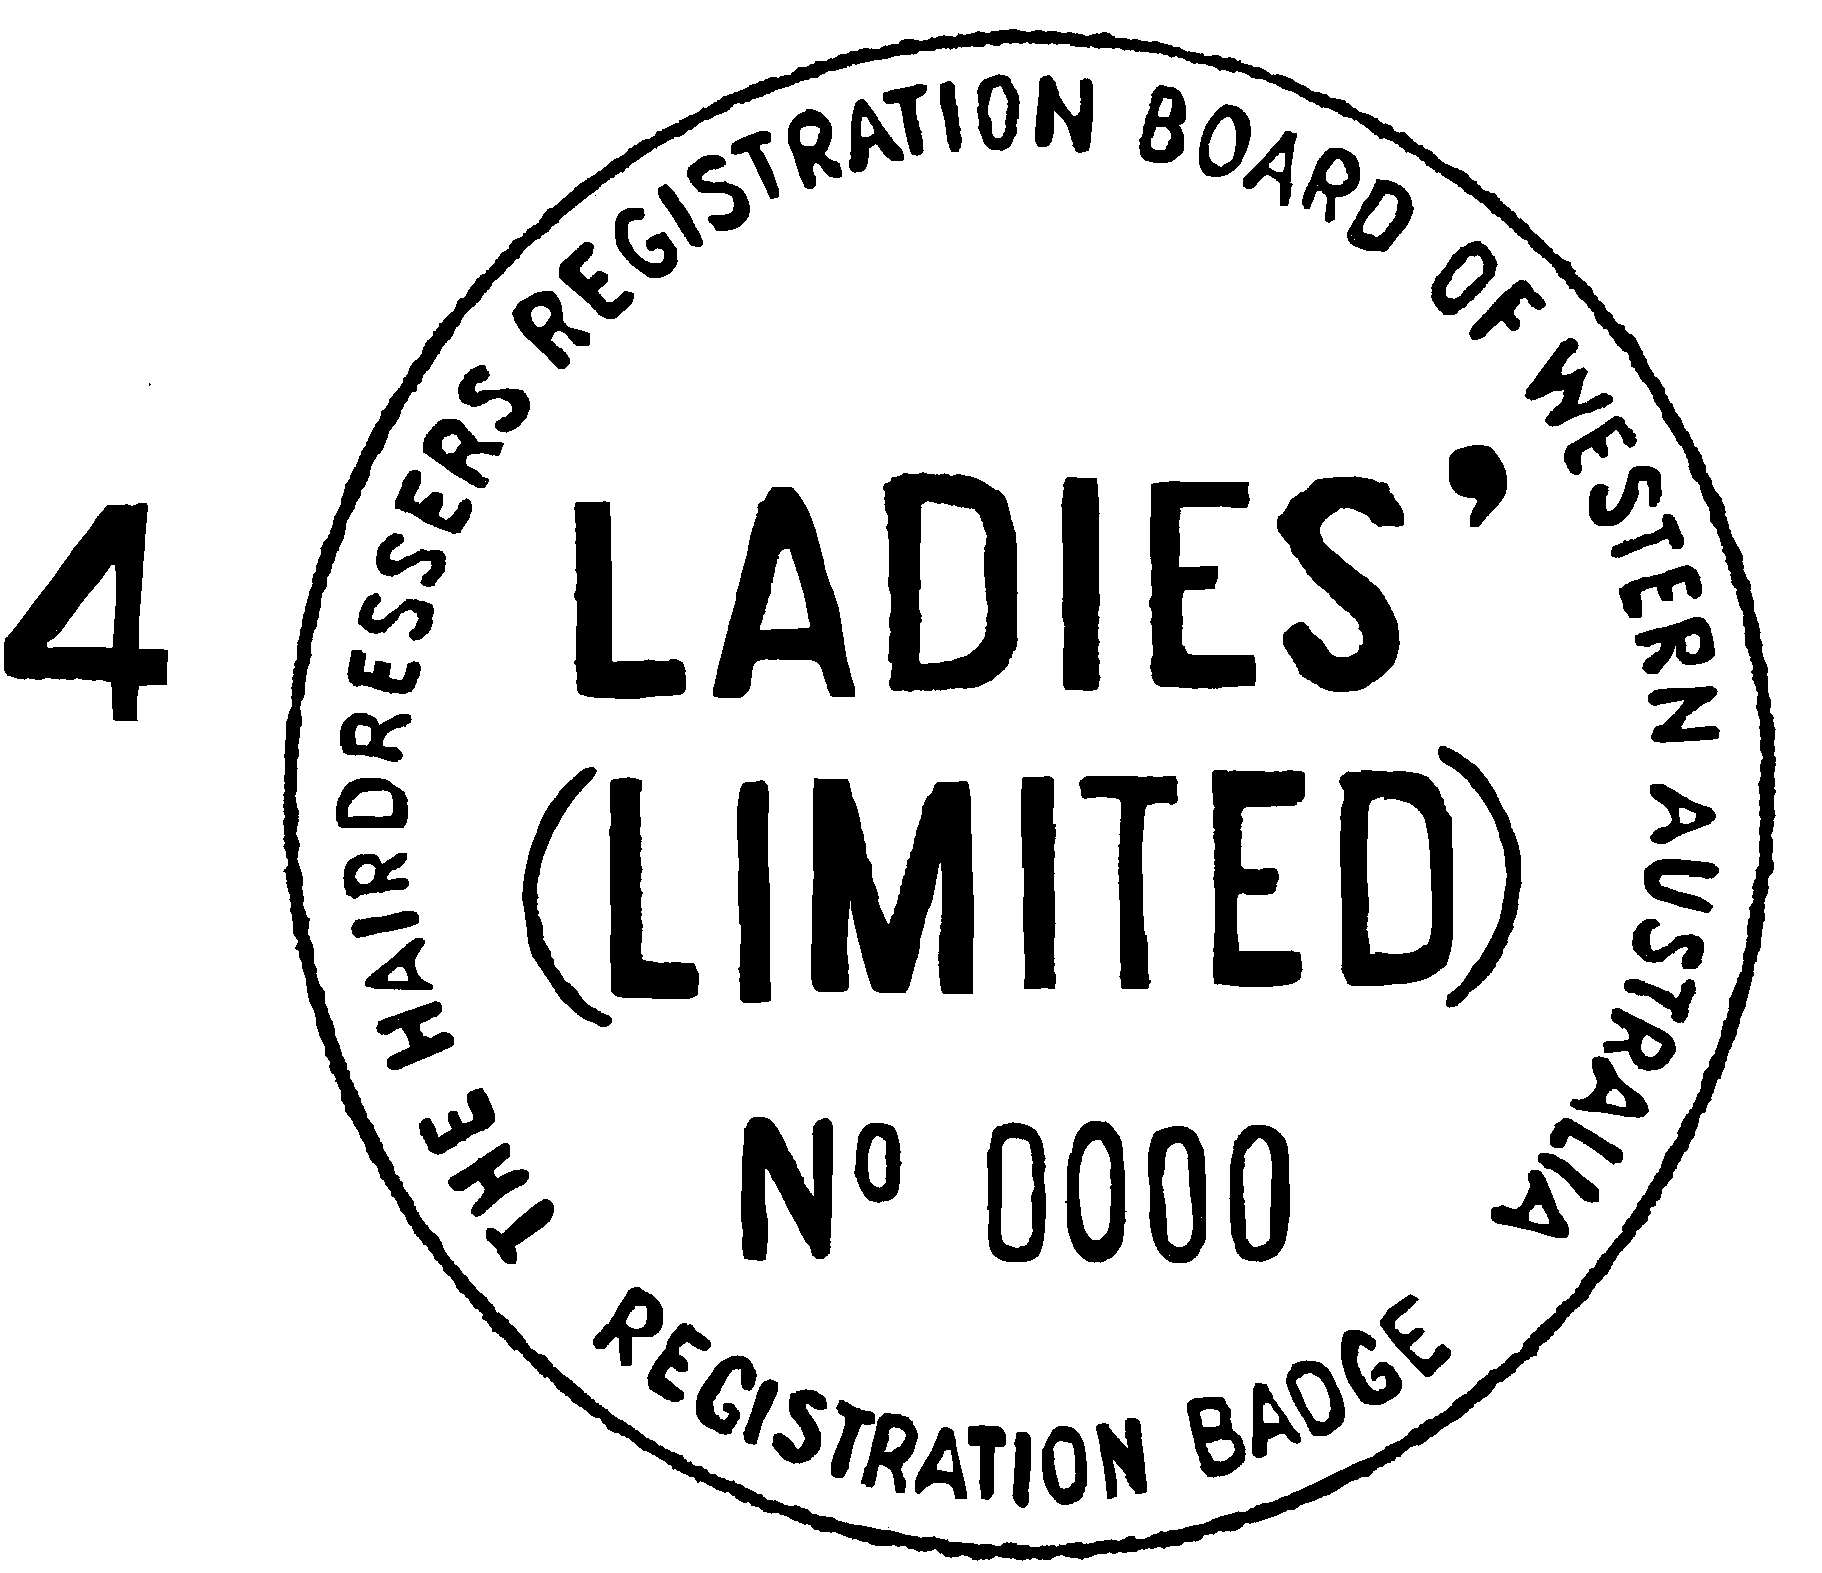 4
THE HAIRDRESSERS REGISTRATION BOARD OF WESTERN AUSTRALIA
LADIES’
(LIMITED)
Nº 0000
REGISTRATION BADGE